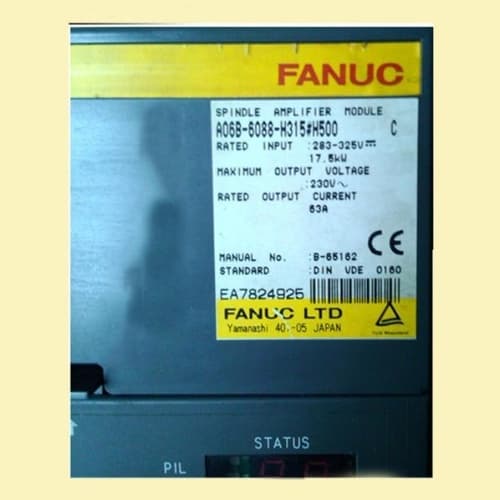 FANUC
SPINDLE AMPLIFIER MODULE
A06B-6088-H315#H500 C
RATED INPUT :283-325V
17.5kW
MAXIMUM OUTPUT VOLTAGE
:230V~
RATED OUTPUT CURRENT
63A
MANUAL No. :B-65162
STANDARD :DIN VDE 0160
CE
EA7824925
FANUC LTD
Yamanashi JAPAN
STATUS
PIL